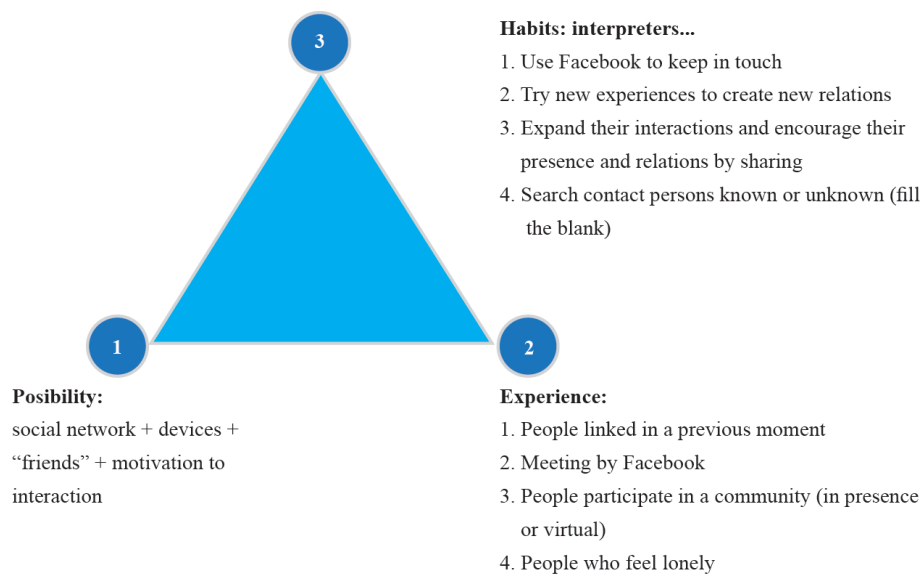 3
Habits: interpreters...
1. Use Facebook to keep in touch
2. Try new experiences to create new relations
3. Expand their interactions and encourage their
presence and relations by sharing
4. Search contact persons known or unknown (fill
the blank)
1
2
Posibility:
social network + devices +
“friends” + motivation to
interaction
Experience:
1. People linked in a previous moment
2. Meeting by Facebook
3. People participate in a community (in presence
or virtual)
4. People who feel lonely